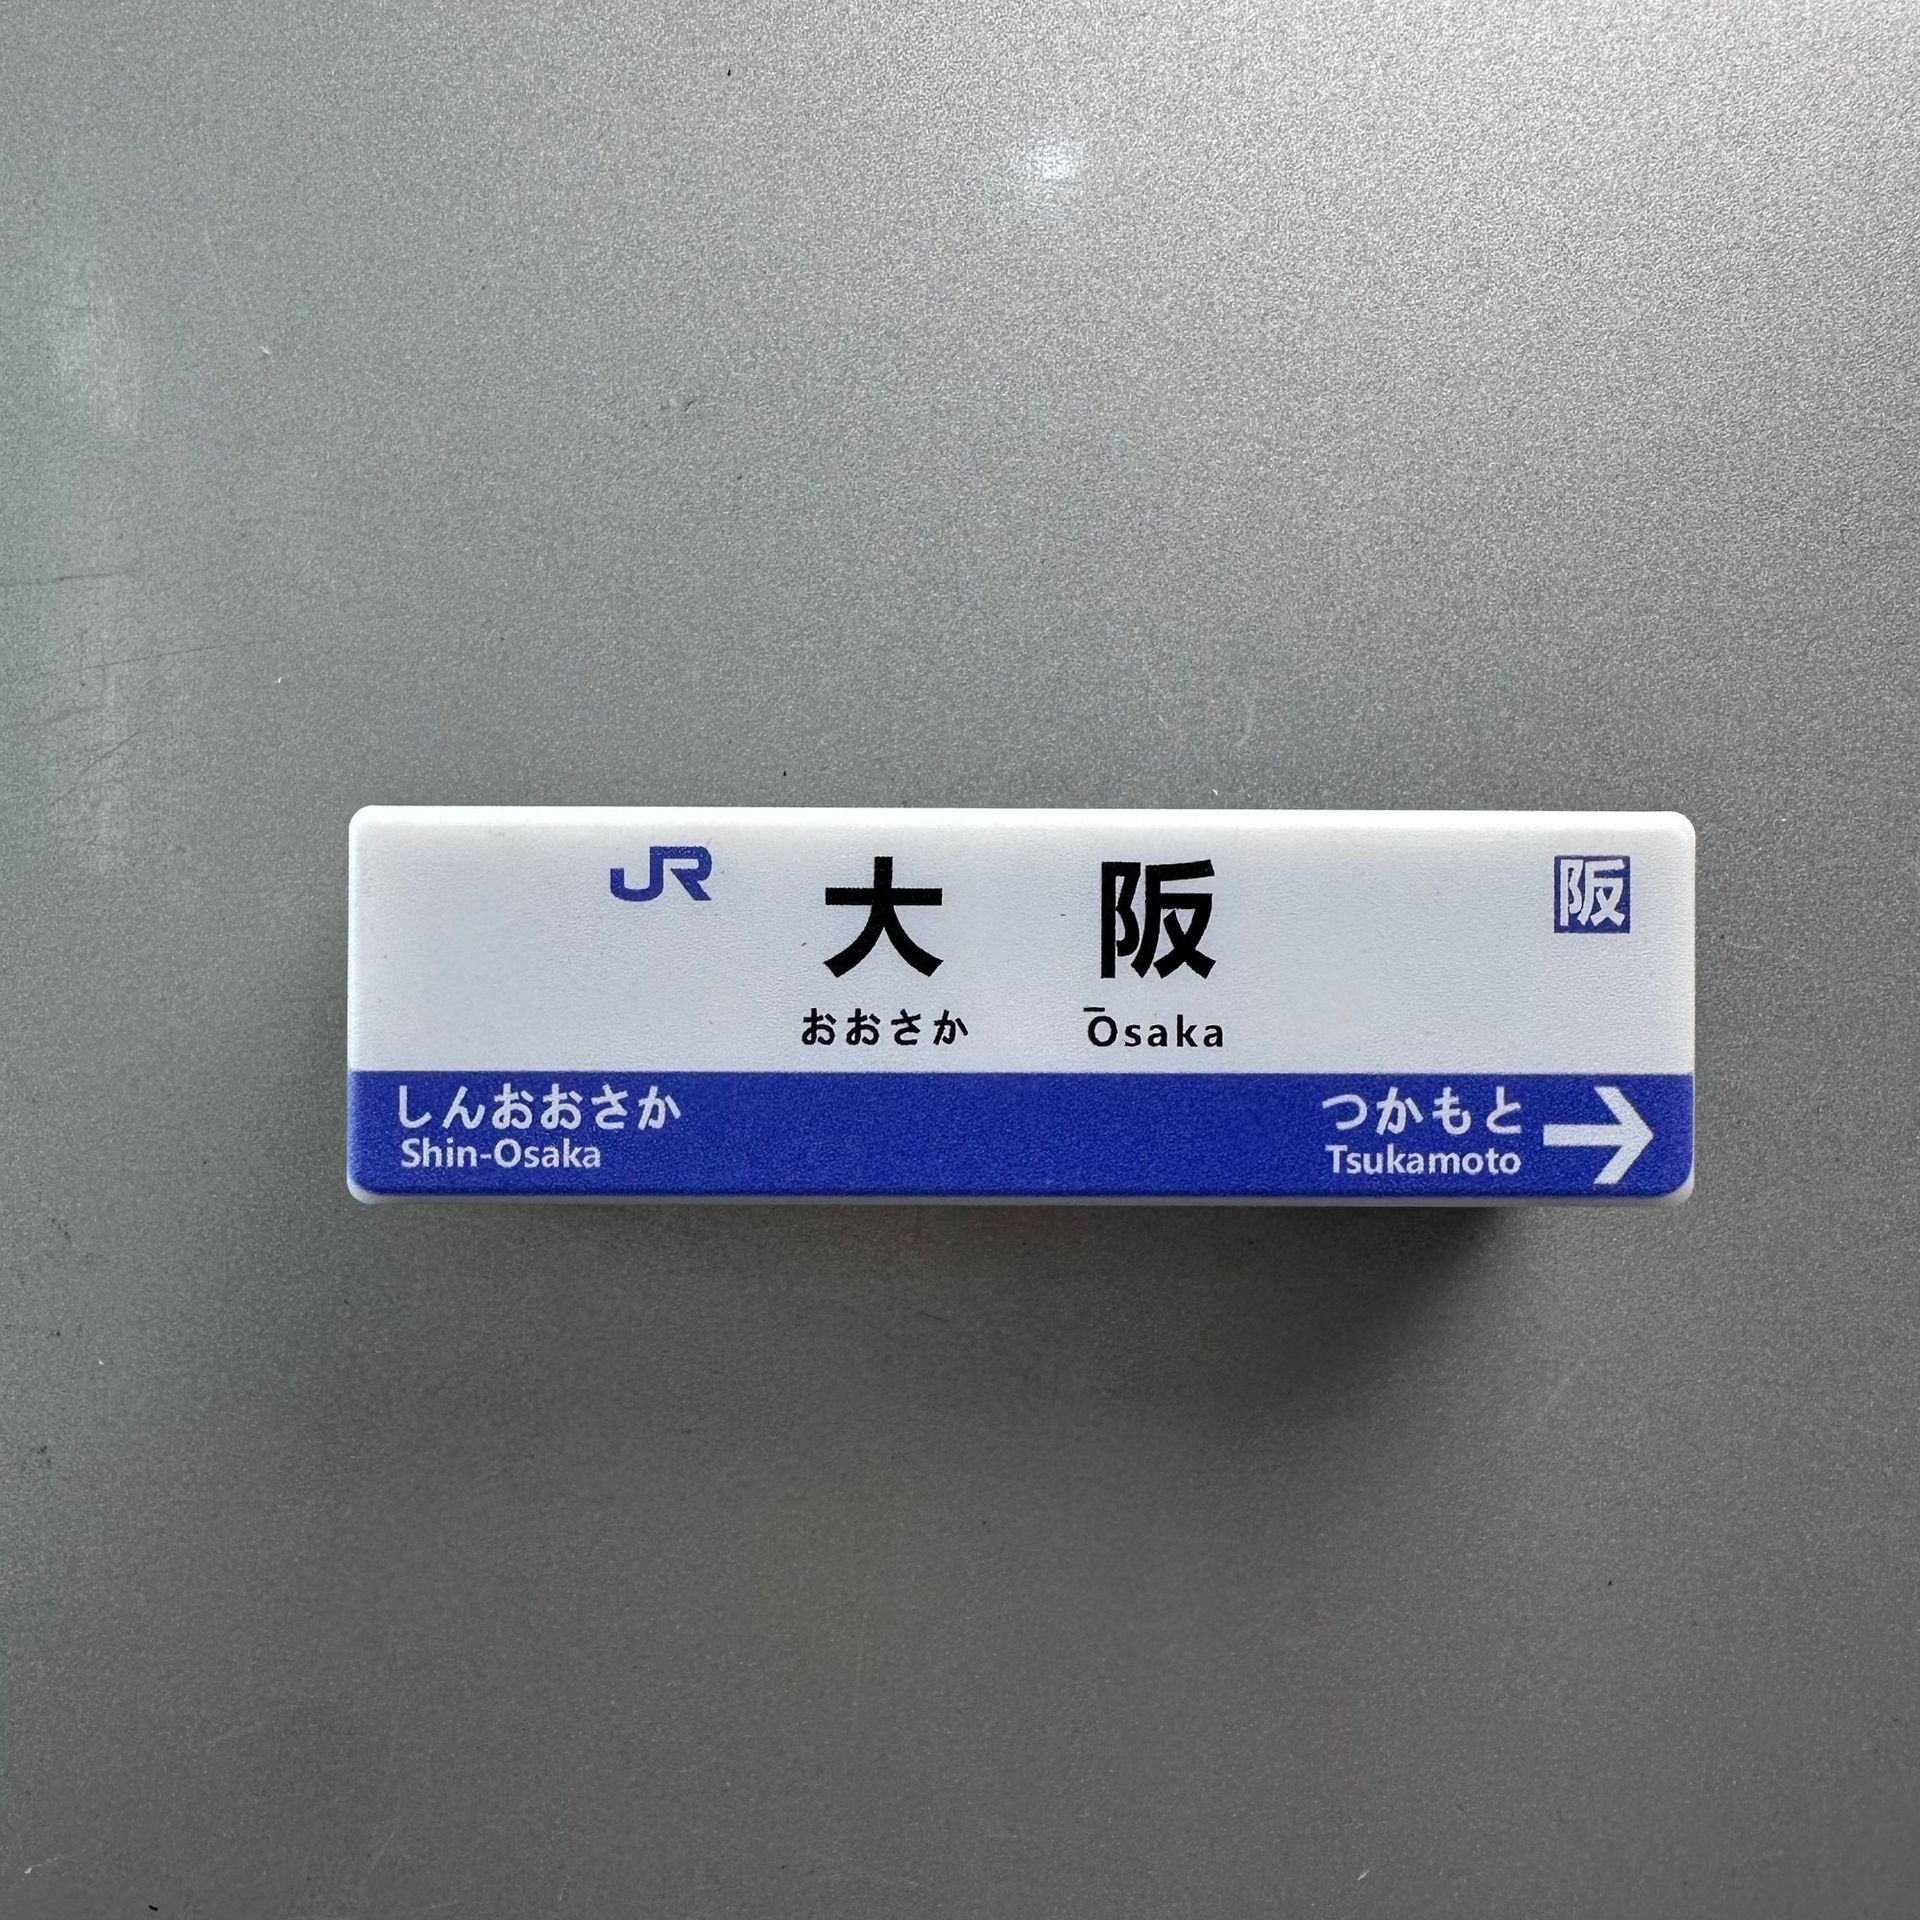 JR 大阪 阪
おおさか Ōsaka
しんおおさか つかもと →
Shin-Osaka Tsukamoto